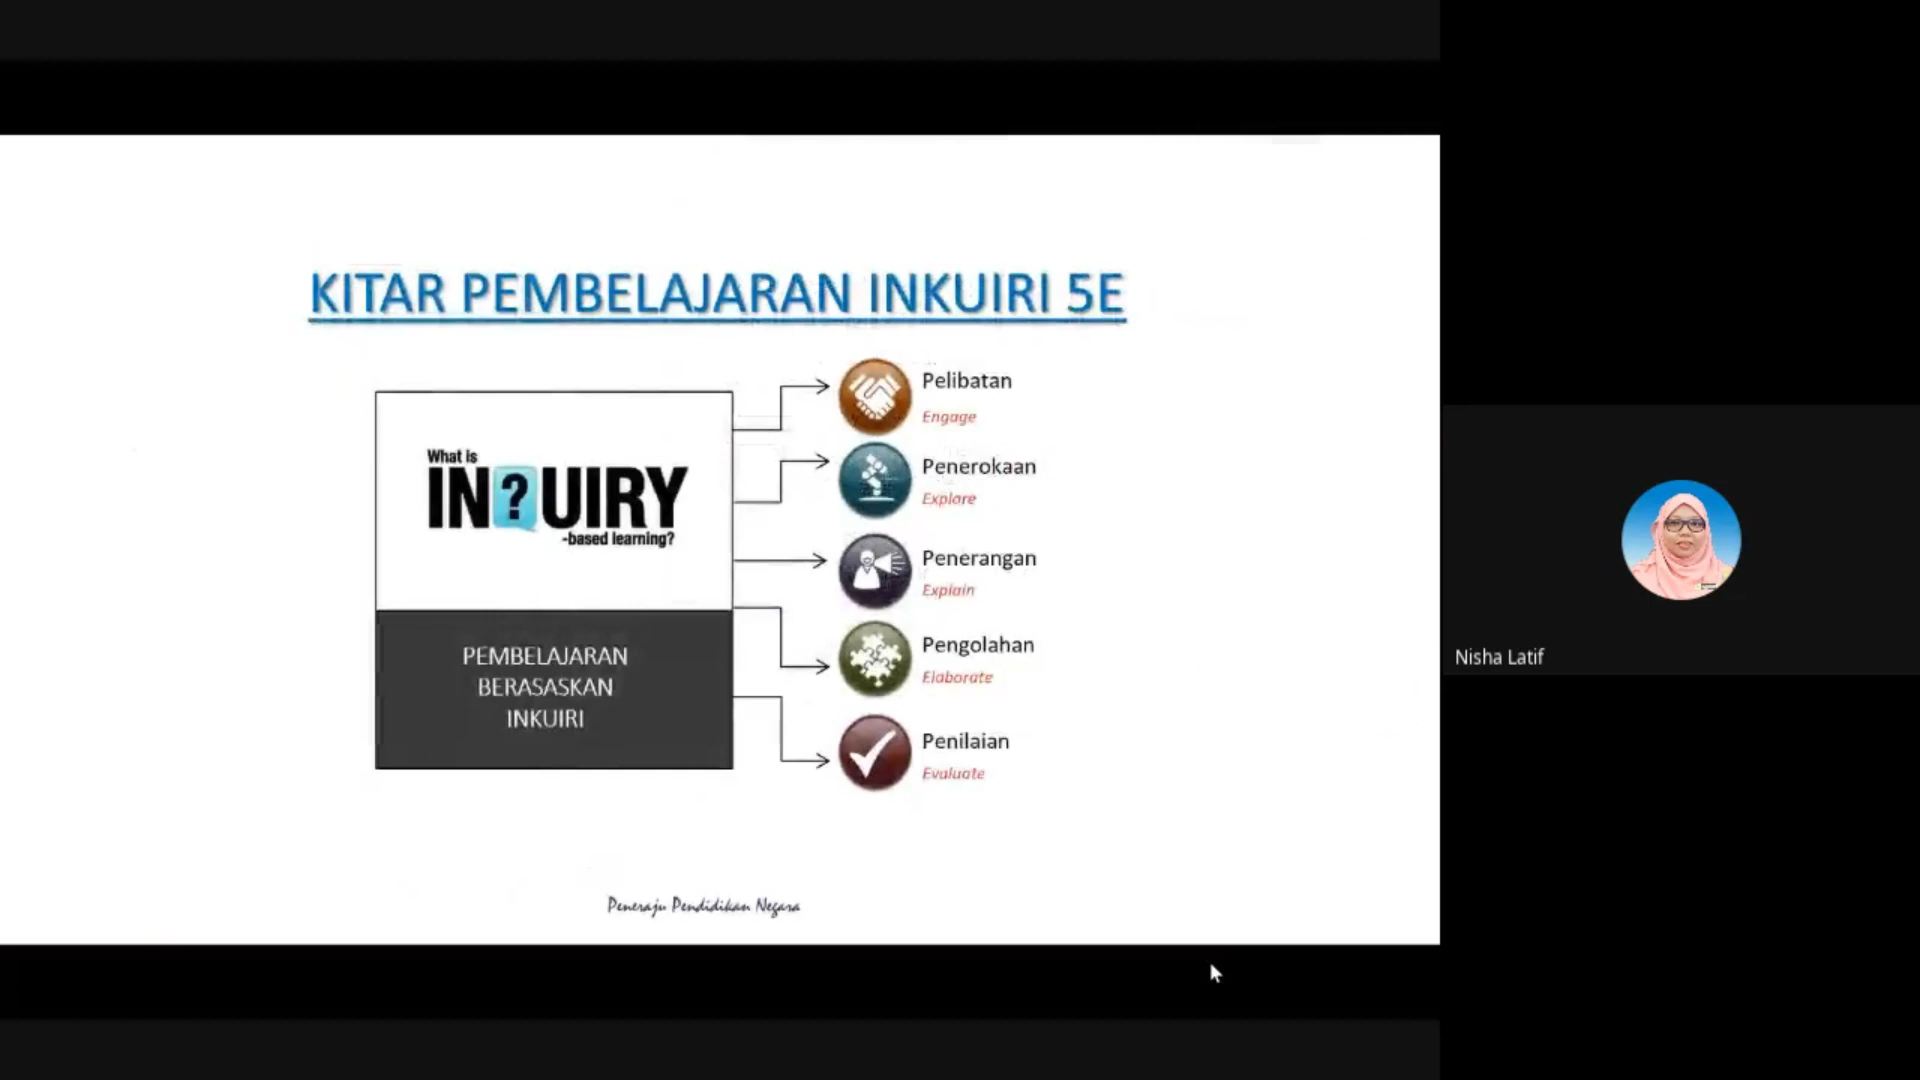 KITAR PEMBELAJARAN INKUIRI 5E
What is
IN?UIRY
-based learning?
PEMBELAJARAN
BERASASKAN
INKUIRI
Pelibatan
Engage
Penerokaan
Explore
Penerangan
Explain
Pengolahan
Elaborate
Penilaian
Evaluate
Peneraju Pendidikan Negara
Nisha Latif